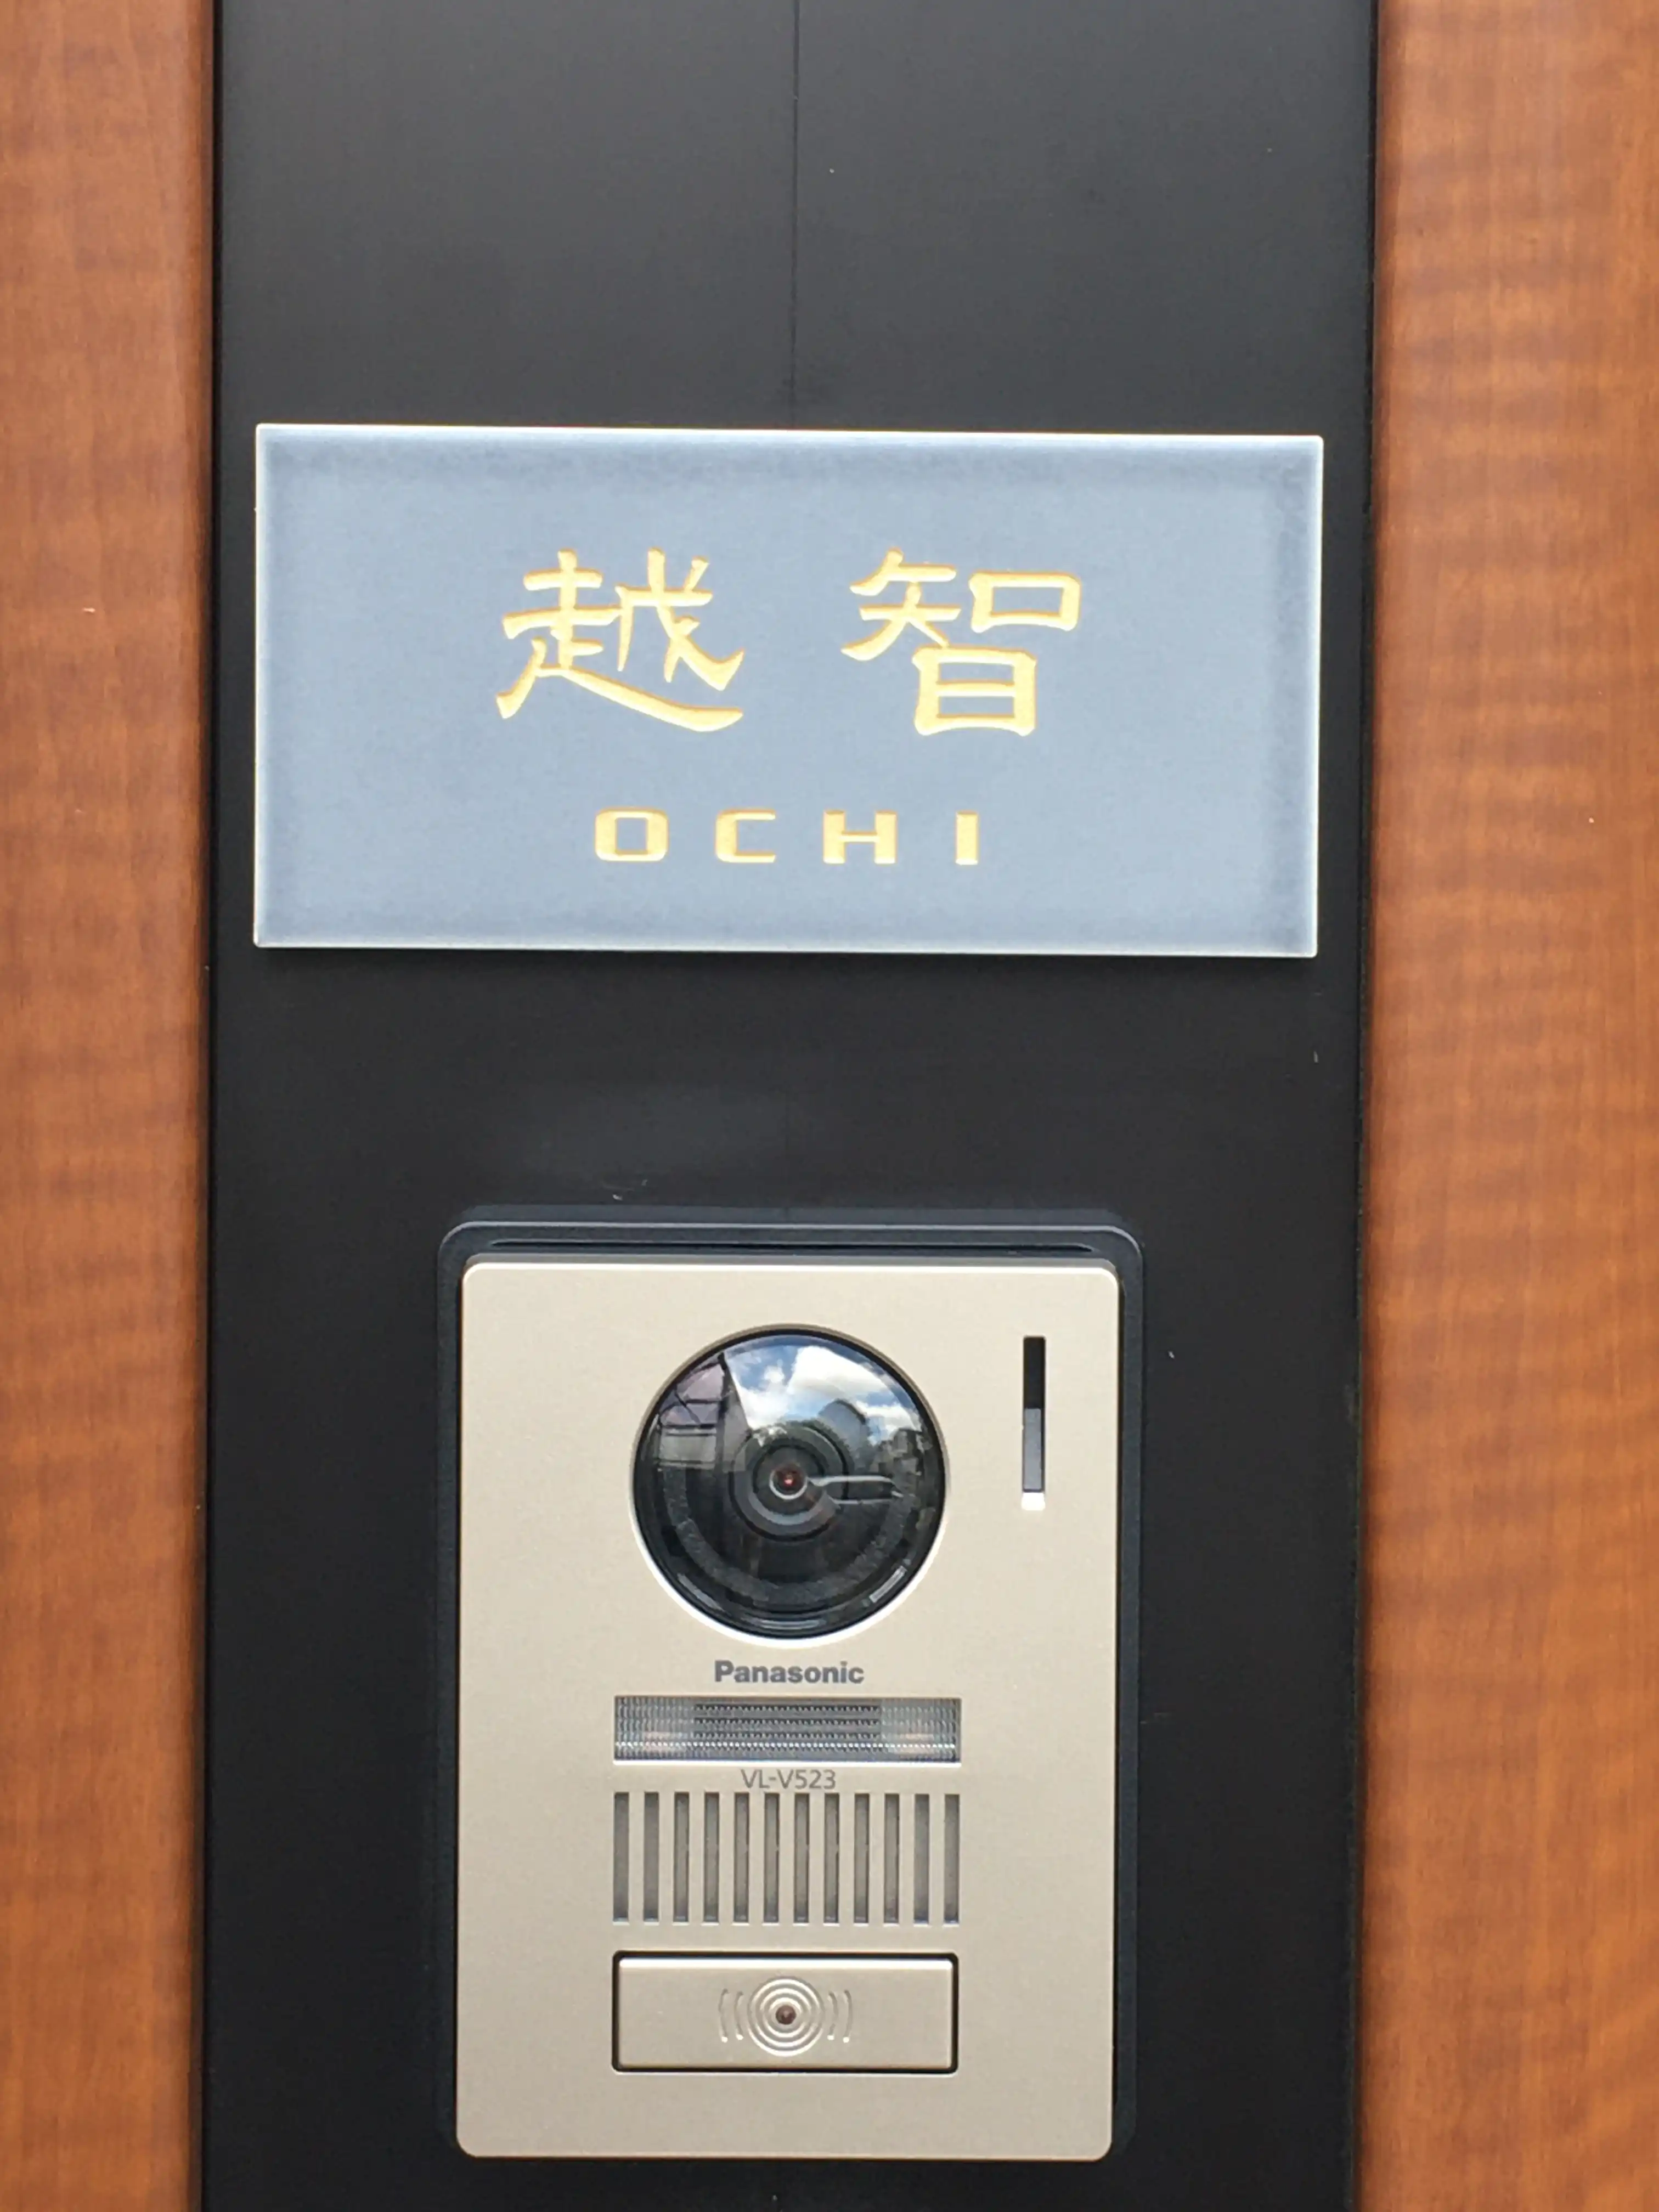 越智
OCHI
Panasonic
VL-V523